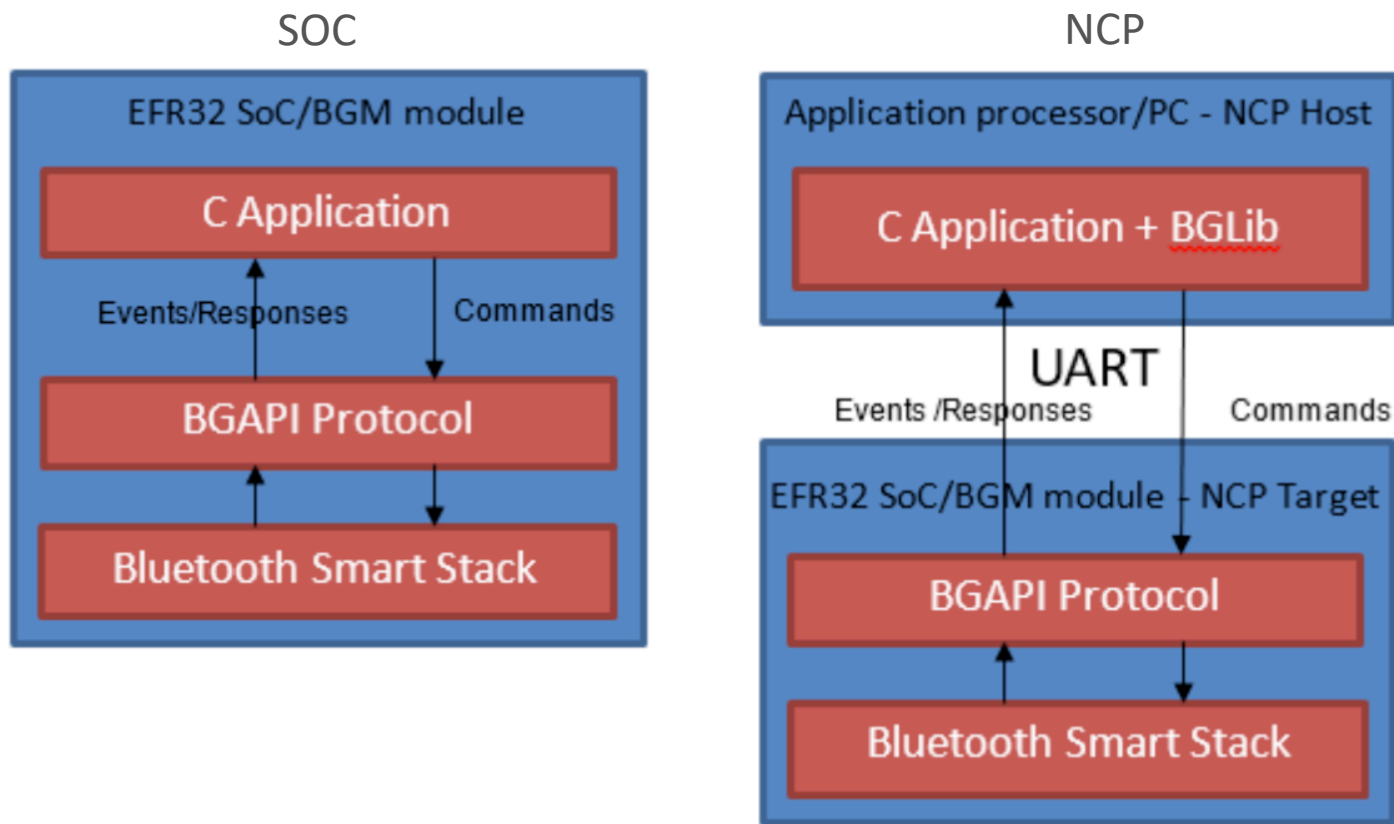 SOC
EFR32 SoC/BGM module
C Application
Events/Responses
Commands
BGAPI Protocol
Bluetooth Smart Stack
NCP
Application processor/PC - NCP Host
C Application + BGLib
UART
Events /Responses
Commands
EFR32 SoC/BGM module - NCP Target
BGAPI Protocol
Bluetooth Smart Stack